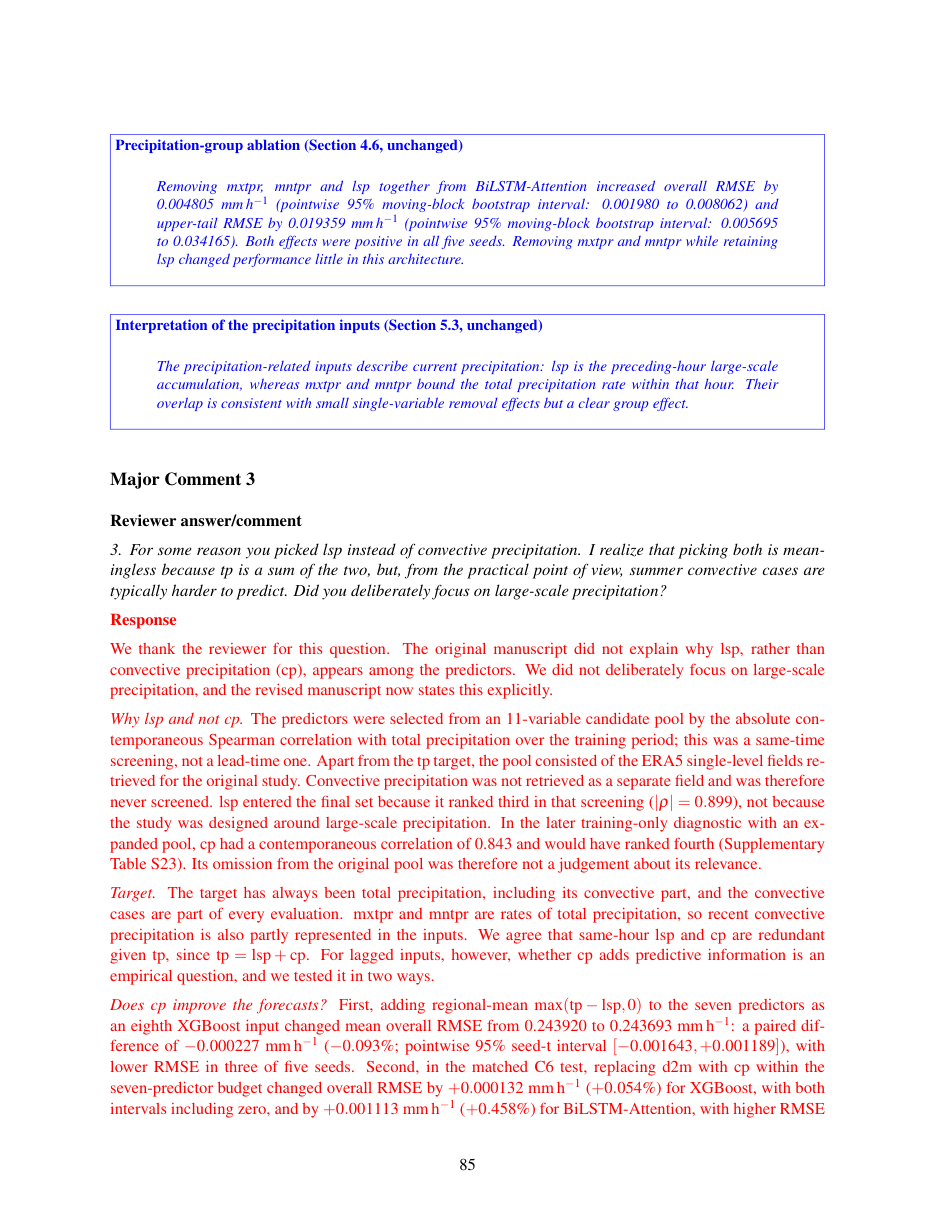 Precipitation-group ablation (Section 4.6, unchanged)
Removing mxtpr, mntpr and lsp together from BiLSTM-Attention increased overall RMSE by
0.004805 mm h⁻¹ (pointwise 95% moving-block bootstrap interval: 0.001980 to 0.008062) and
upper-tail RMSE by 0.019359 mm h⁻¹ (pointwise 95% moving-block bootstrap interval: 0.005695
to 0.034165). Both effects were positive in all five seeds. Removing mxtpr and mntpr while retaining
lsp changed performance little in this architecture.
Interpretation of the precipitation inputs (Section 5.3, unchanged)
The precipitation-related inputs describe current precipitation: lsp is the preceding-hour large-scale
accumulation, whereas mxtpr and mntpr bound the total precipitation rate within that hour. Their
overlap is consistent with small single-variable removal effects but a clear group effect.
Major Comment 3
Reviewer answer/comment
3. For some reason you picked lsp instead of convective precipitation. I realize that picking both is mean-
ingless because tp is a sum of the two, but, from the practical point of view, summer convective cases are
typically harder to predict. Did you deliberately focus on large-scale precipitation?
Response
We thank the reviewer for this question. The original manuscript did not explain why lsp, rather than
convective precipitation (cp), appears among the predictors. We did not deliberately focus on large-scale
precipitation, and the revised manuscript now states this explicitly.
Why lsp and not cp. The predictors were selected from an 11-variable candidate pool by the absolute con-
temporaneous Spearman correlation with total precipitation over the training period; this was a same-time
screening, not a lead-time one. Apart from the tp target, the pool consisted of the ERA5 single-level fields re-
trieved for the original study. Convective precipitation was not retrieved as a separate field and was therefore
never screened. lsp entered the final set because it ranked third in that screening (|ρ| = 0.899), not because
the study was designed around large-scale precipitation. In the later training-only diagnostic with an ex-
panded pool, cp had a contemporaneous correlation of 0.843 and would have ranked fourth (Supplementary
Table S23). Its omission from the original pool was therefore not a judgement about its relevance.
Target. The target has always been total precipitation, including its convective part, and the convective
cases are part of every evaluation. mxtpr and mntpr are rates of total precipitation, so recent convective
precipitation is also partly represented in the inputs. We agree that same-hour lsp and cp are redundant
given tp, since tp = lsp + cp. For lagged inputs, however, whether cp adds predictive information is an
empirical question, and we tested it in two ways.
Does cp improve the forecasts? First, adding regional-mean max(tp − lsp, 0) to the seven predictors as
an eighth XGBoost input changed mean overall RMSE from 0.243920 to 0.243693 mm h⁻¹: a paired dif-
ference of −0.000227 mm h⁻¹ (−0.093%; pointwise 95% seed-t interval [−0.001643, +0.001189]), with
lower RMSE in three of five seeds. Second, in the matched C6 test, replacing d2m with cp within the
seven-predictor budget changed overall RMSE by +0.000132 mm h⁻¹ (+0.054%) for XGBoost, with both
intervals including zero, and by +0.001113 mm h⁻¹ (+0.458%) for BiLSTM-Attention, with higher RMSE
85